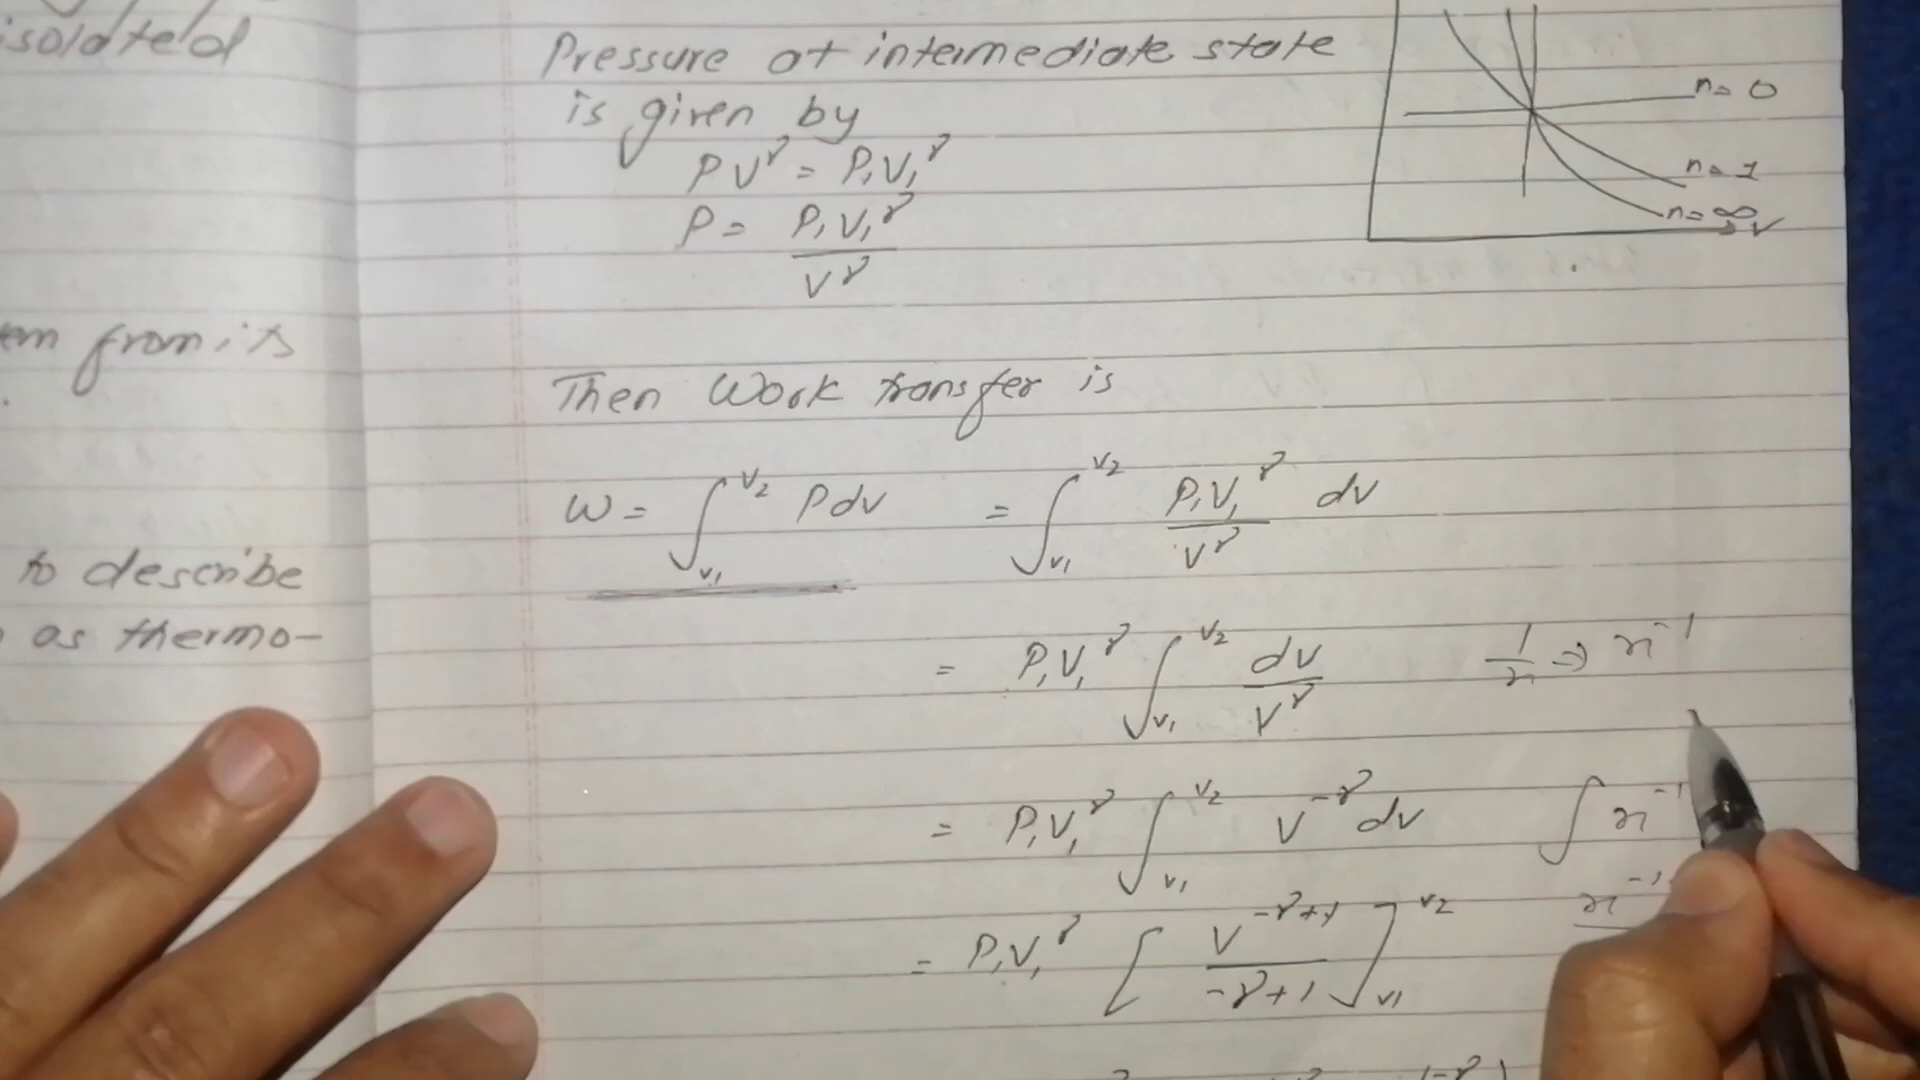 isolated
em from its
to describe
as thermo-
Pressure at intermediate state
is given by
PV^γ = P₁V₁^γ
P = P₁V₁^γ / V^γ
n = 0
n = 1
n = ∞
V
Then Work transfer is
W = ∫_{V₁}^{V₂} P dV = ∫_{V₁}^{V₂} P₁V₁^γ / V^γ dV
= P₁V₁^γ ∫_{V₁}^{V₂} dV / V^γ
1/x ⇒ x^{-1}
= P₁V₁^γ ∫_{V₁}^{V₂} V^{-γ} dV
∫ x^{-1}
= P₁V₁^γ [ V^{-γ+1} / -γ+1 ]_{V₁}^{V₂}
x^{-1}